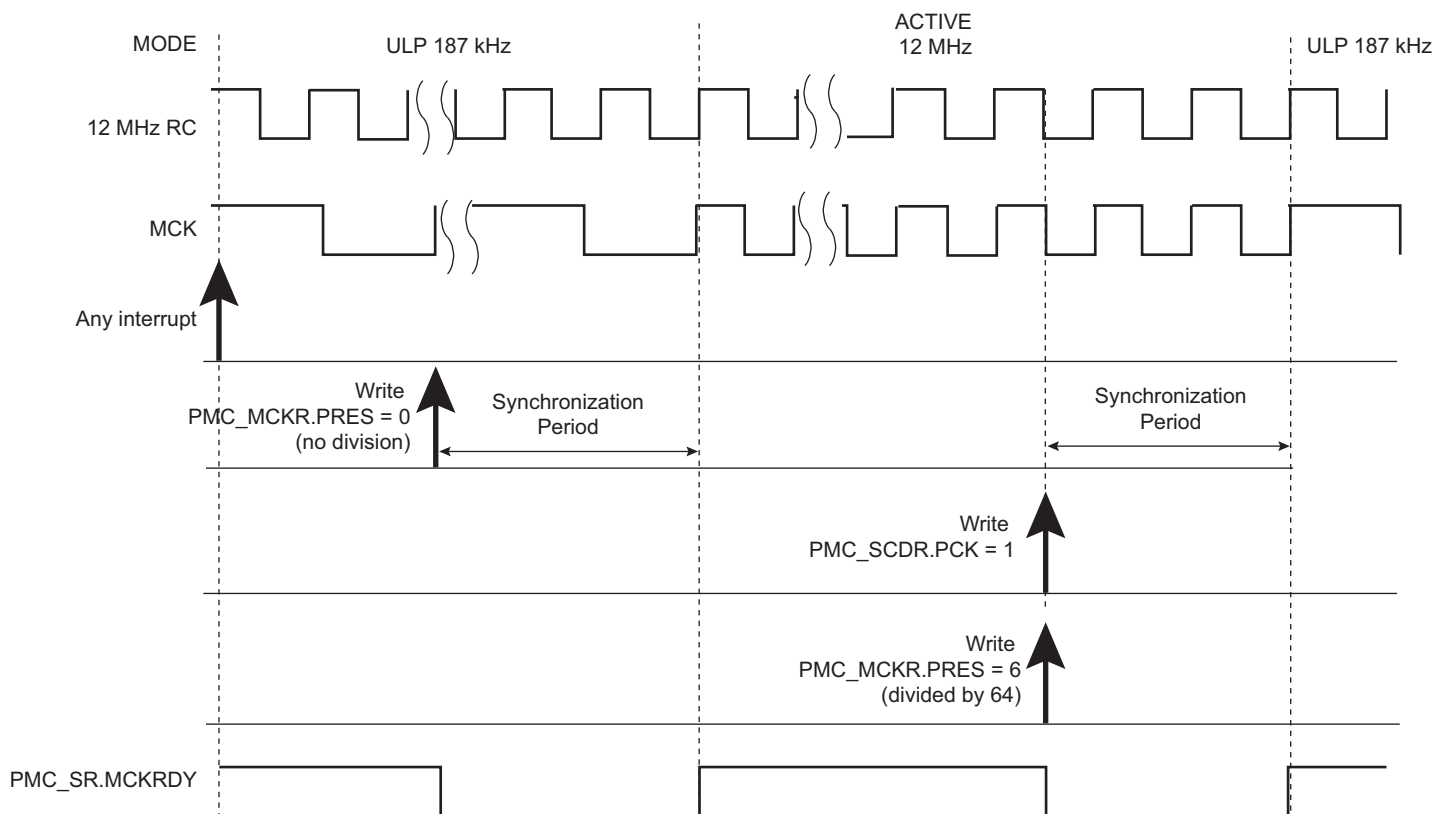 MODE
ULP 187 kHz
ACTIVE
12 MHz
ULP 187 kHz
12 MHz RC
MCK
Any interrupt
Write
PMC_MCKR.PRES = 0
(no division)
Synchronization
Period
Synchronization
Period
Write
PMC_SCDR.PCK = 1
Write
PMC_MCKR.PRES = 6
(divided by 64)
PMC_SR.MCKRDY